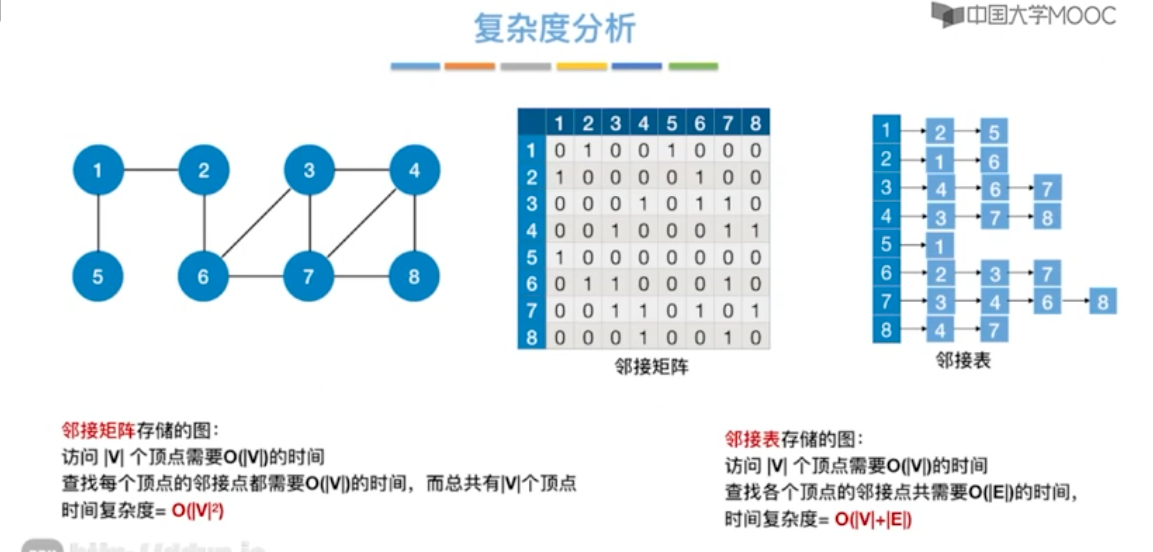 复杂度分析
中国大学MOOC
1 2 3 4
5 6 7 8
1 2 3 4 5 6 7 8
1 0 1 0 0 1 0 0 0
2 1 0 0 0 0 1 0 0
3 0 0 0 1 0 1 1 0
4 0 0 1 0 0 0 1 1
5 1 0 0 0 0 0 0 0
6 0 1 1 0 0 0 1 0
7 0 0 1 1 0 1 0 1
8 0 0 0 1 0 0 1 0
邻接矩阵
1 2 5
2 1 6
3 4 6 7
4 3 7 8
5 1
6 2 3 7
7 3 4 6 8
8 4 7
邻接表
邻接矩阵存储的图：
访问 |V| 个顶点需要O(|V|)的时间
查找每个顶点的邻接点都需要O(|V|)的时间，而总共有|V|个顶点
时间复杂度= O(|V|²)
邻接表存储的图：
访问 |V| 个顶点需要O(|V|)的时间
查找各个顶点的邻接点共需要O(|E|)的时间，
时间复杂度= O(|V|+|E|)